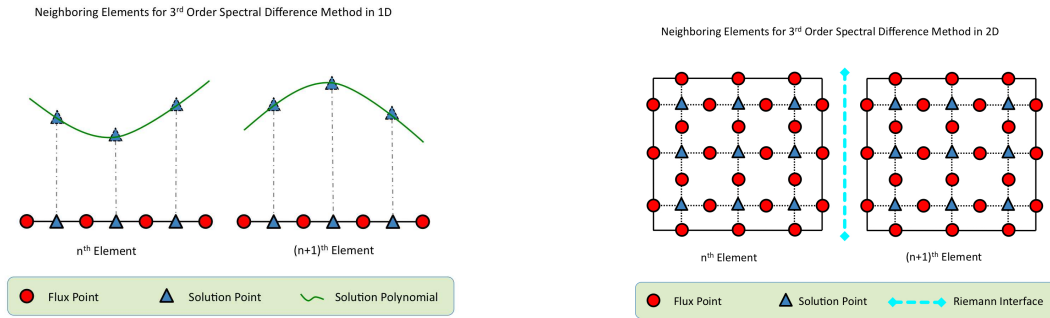 Neighboring Elements for 3rd Order Spectral Difference Method in 1D
nth Element
(n+1)th Element
Flux Point
Solution Point
Solution Polynomial
Neighboring Elements for 3rd Order Spectral Difference Method in 2D
nth Element
(n+1)th Element
Flux Point
Solution Point
Riemann Interface